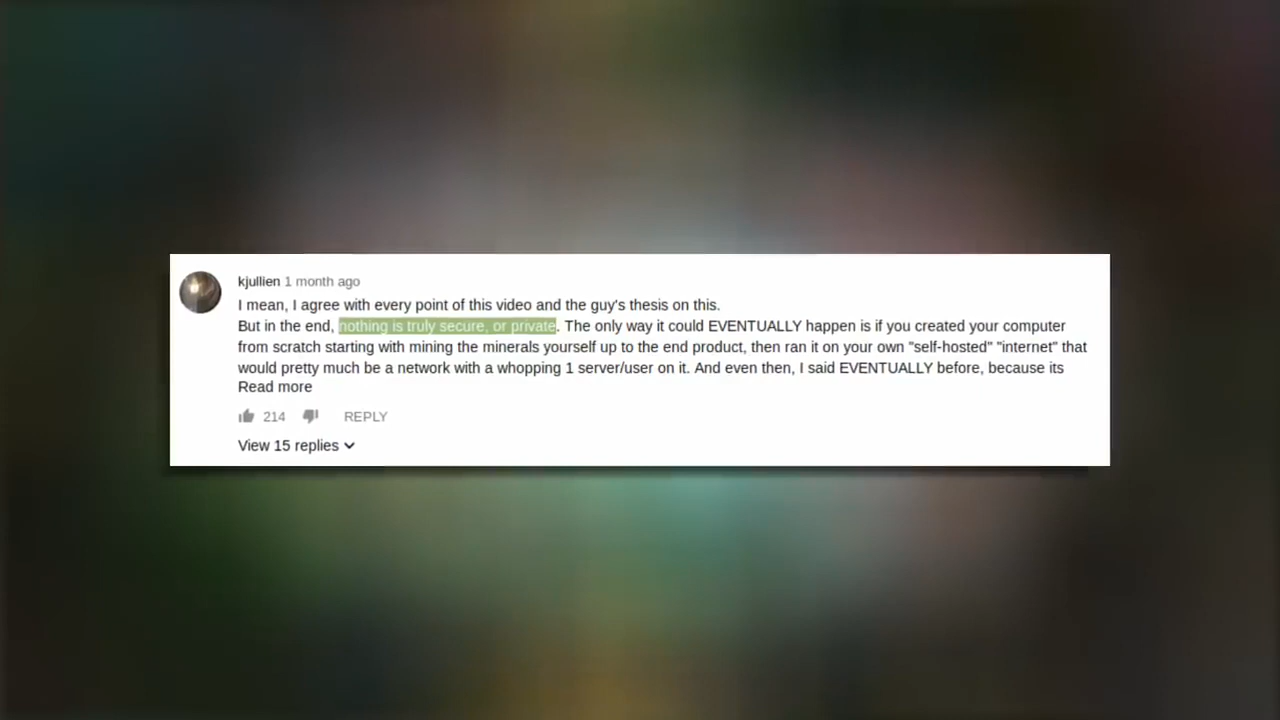 kjullien 1 month ago
I mean, I agree with every point of this video and the guy's thesis on this.
But in the end, nothing is truly secure, or private. The only way it could EVENTUALLY happen is if you created your computer
from scratch starting with mining the minerals yourself up to the end product, then ran it on your own "self-hosted" "internet" that
would pretty much be a network with a whopping 1 server/user on it. And even then, I said EVENTUALLY before, because its
Read more
214 REPLY
View 15 replies